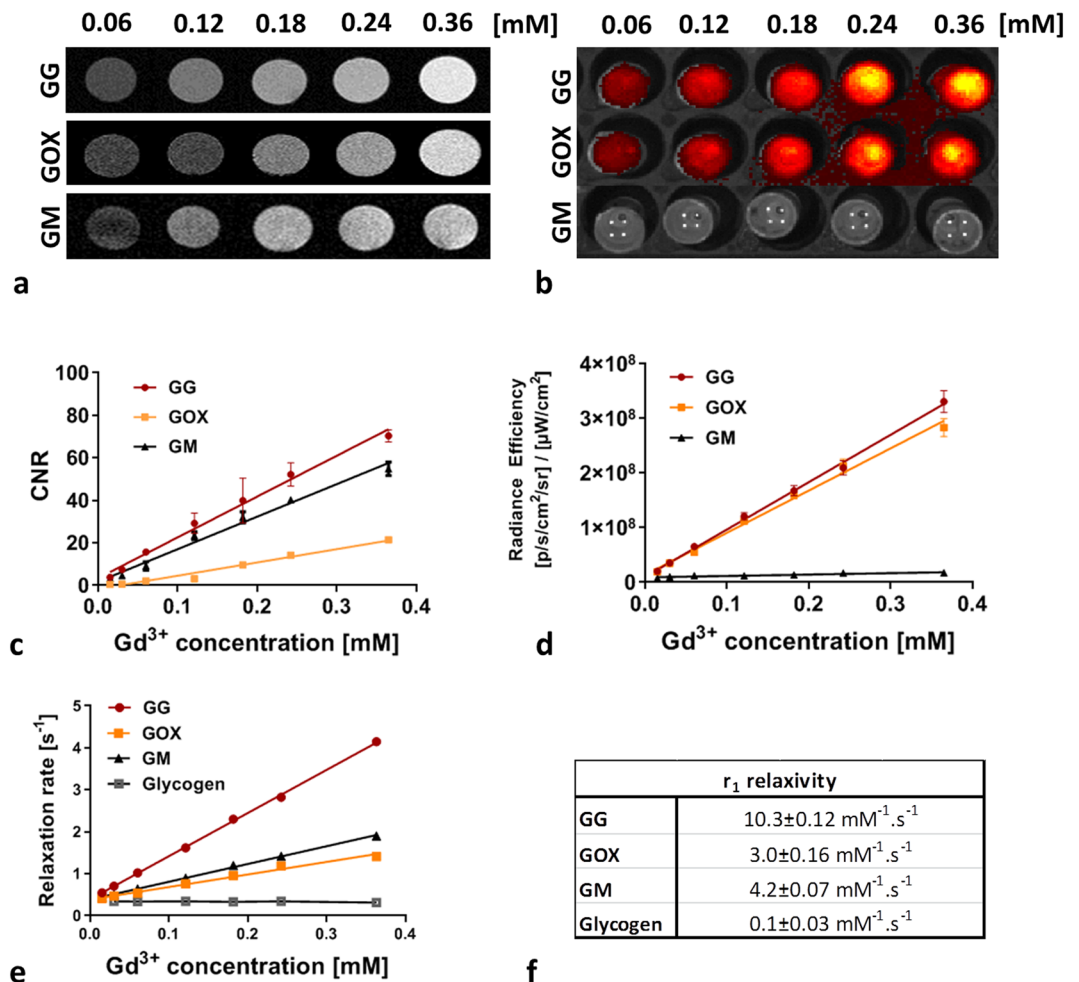 0.06 0.12 0.18 0.24 0.36 [mM]
GG
GOX
GM
a
0.06 0.12 0.18 0.24 0.36 [mM]
GG
GOX
GM
b
100
80
60
40
20
0
CNR
GG
GOX
GM
0.0 0.1 0.2 0.3 0.4
Gd³⁺ concentration [mM]
c
4×10⁸
3×10⁸
2×10⁸
1×10⁸
0
Radiance Efficiency
[p/s/cm²/sr] / [µW/cm²]
GG
GOX
GM
0.0 0.1 0.2 0.3 0.4
Gd³⁺ concentration [mM]
d
5
4
3
2
1
0
Relaxation rate [s⁻¹]
GG
GOX
GM
Glycogen
0.0 0.1 0.2 0.3 0.4
Gd³⁺ concentration [mM]
e
r₁ relaxivity
GG 10.3±0.12 mM⁻¹.s⁻¹
GOX 3.0±0.16 mM⁻¹.s⁻¹
GM 4.2±0.07 mM⁻¹.s⁻¹
Glycogen 0.1±0.03 mM⁻¹.s⁻¹
f